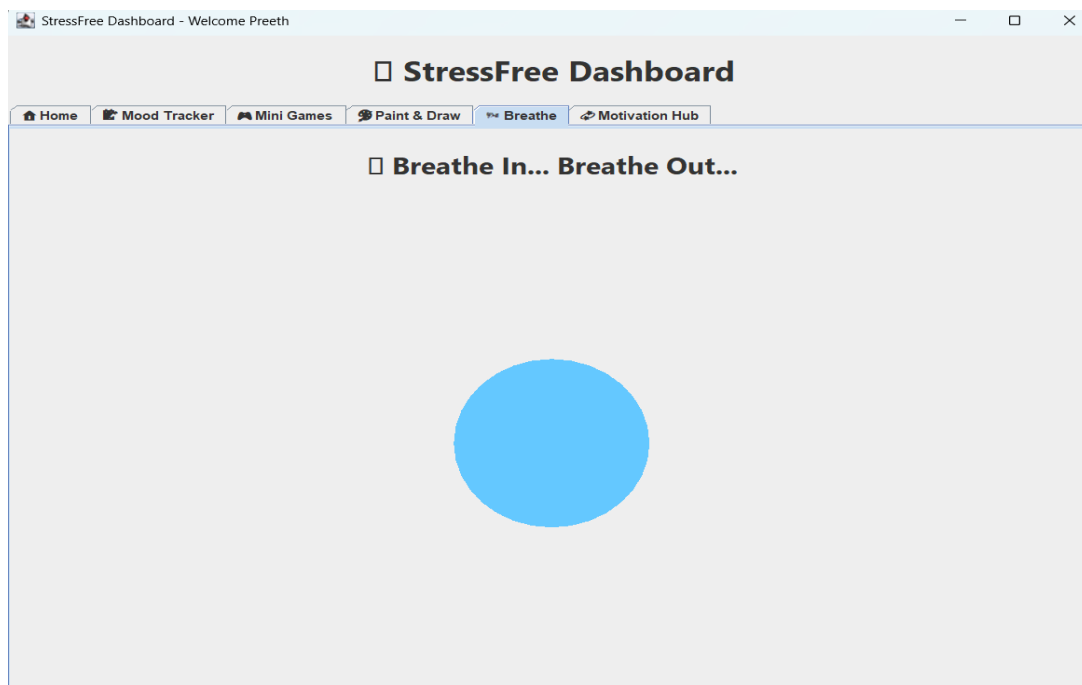 StressFree Dashboard - Welcome Preeth
StressFree Dashboard
Home Mood Tracker Mini Games Paint & Draw Breathe Motivation Hub
Breathe In... Breathe Out...